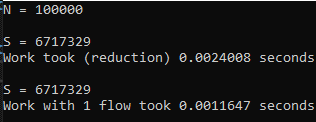 N = 100000
S = 6717329
Work took (reduction) 0.0024008 seconds
S = 6717329
Work with 1 flow took 0.0011647 seconds